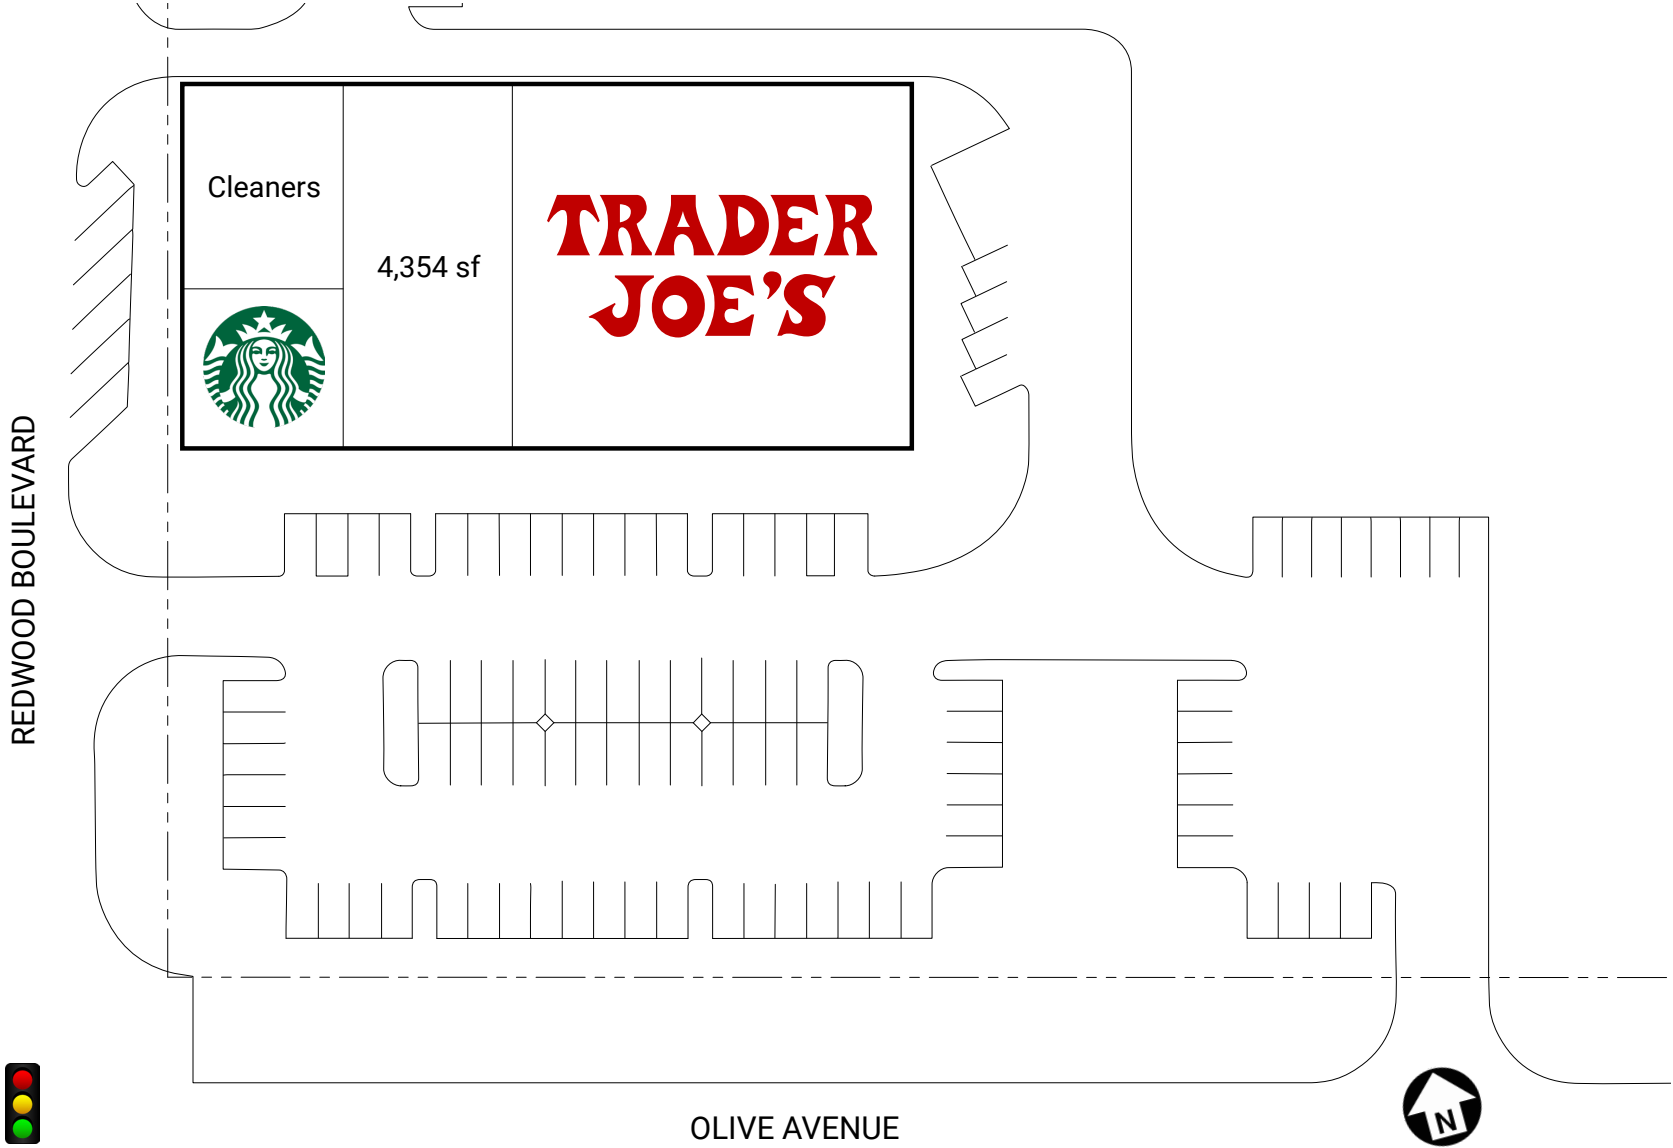 Cleaners
4,354 sf
TRADER
JOE'S
REDWOOD BOULEVARD
OLIVE AVENUE
N